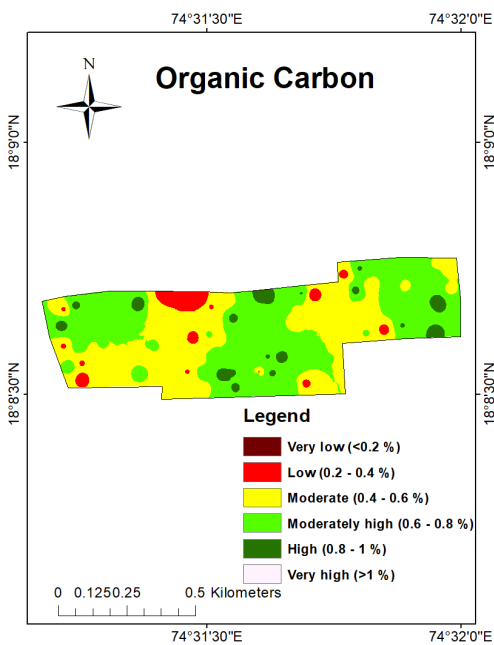 74°31'30"E 74°32'0"E
N
Organic Carbon
18°9'0"N 18°9'0"N
18°8'30"N 18°8'30"N
Legend
Very low (<0.2 %)
Low (0.2 - 0.4 %)
Moderate (0.4 - 0.6 %)
Moderately high (0.6 - 0.8 %)
High (0.8 - 1 %)
Very high (>1 %)
0 0.1250.25 0.5 Kilometers
74°31'30"E 74°32'0"E